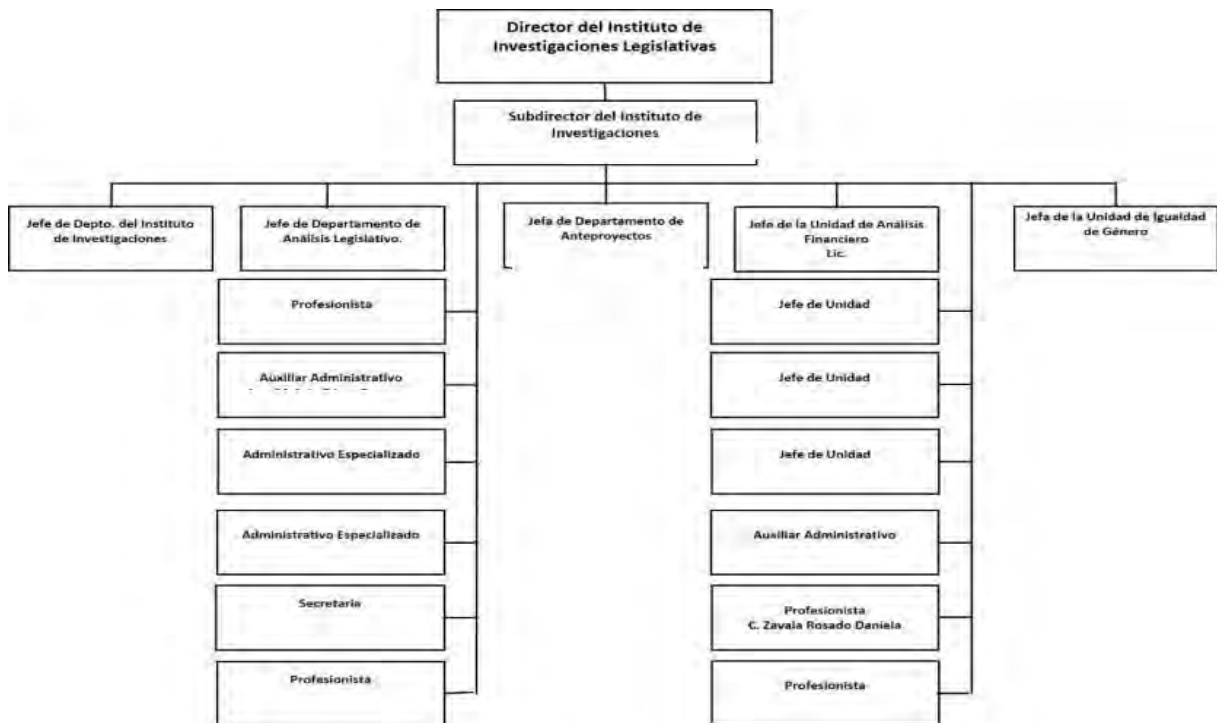 Director del Instituto de
Investigaciones Legislativas
Subdirector del Instituto de
Investigaciones
Jefe de Depto. del Instituto
de Investigaciones
Jefe de Departamento de
Análisis Legislativo.
Jefa de Departamento de
Anteproyectos
Jefe de la Unidad de Análisis
Financiero
Lic.
Jefa de la Unidad de Igualdad
de Género
Profesionista
Auxiliar Administrativo
Administrativo Especializado
Administrativo Especializado
Secretaria
Profesionista
Jefe de Unidad
Jefe de Unidad
Jefe de Unidad
Auxiliar Administrativo
Profesionista
C. Zavala Rosado Daniela
Profesionista